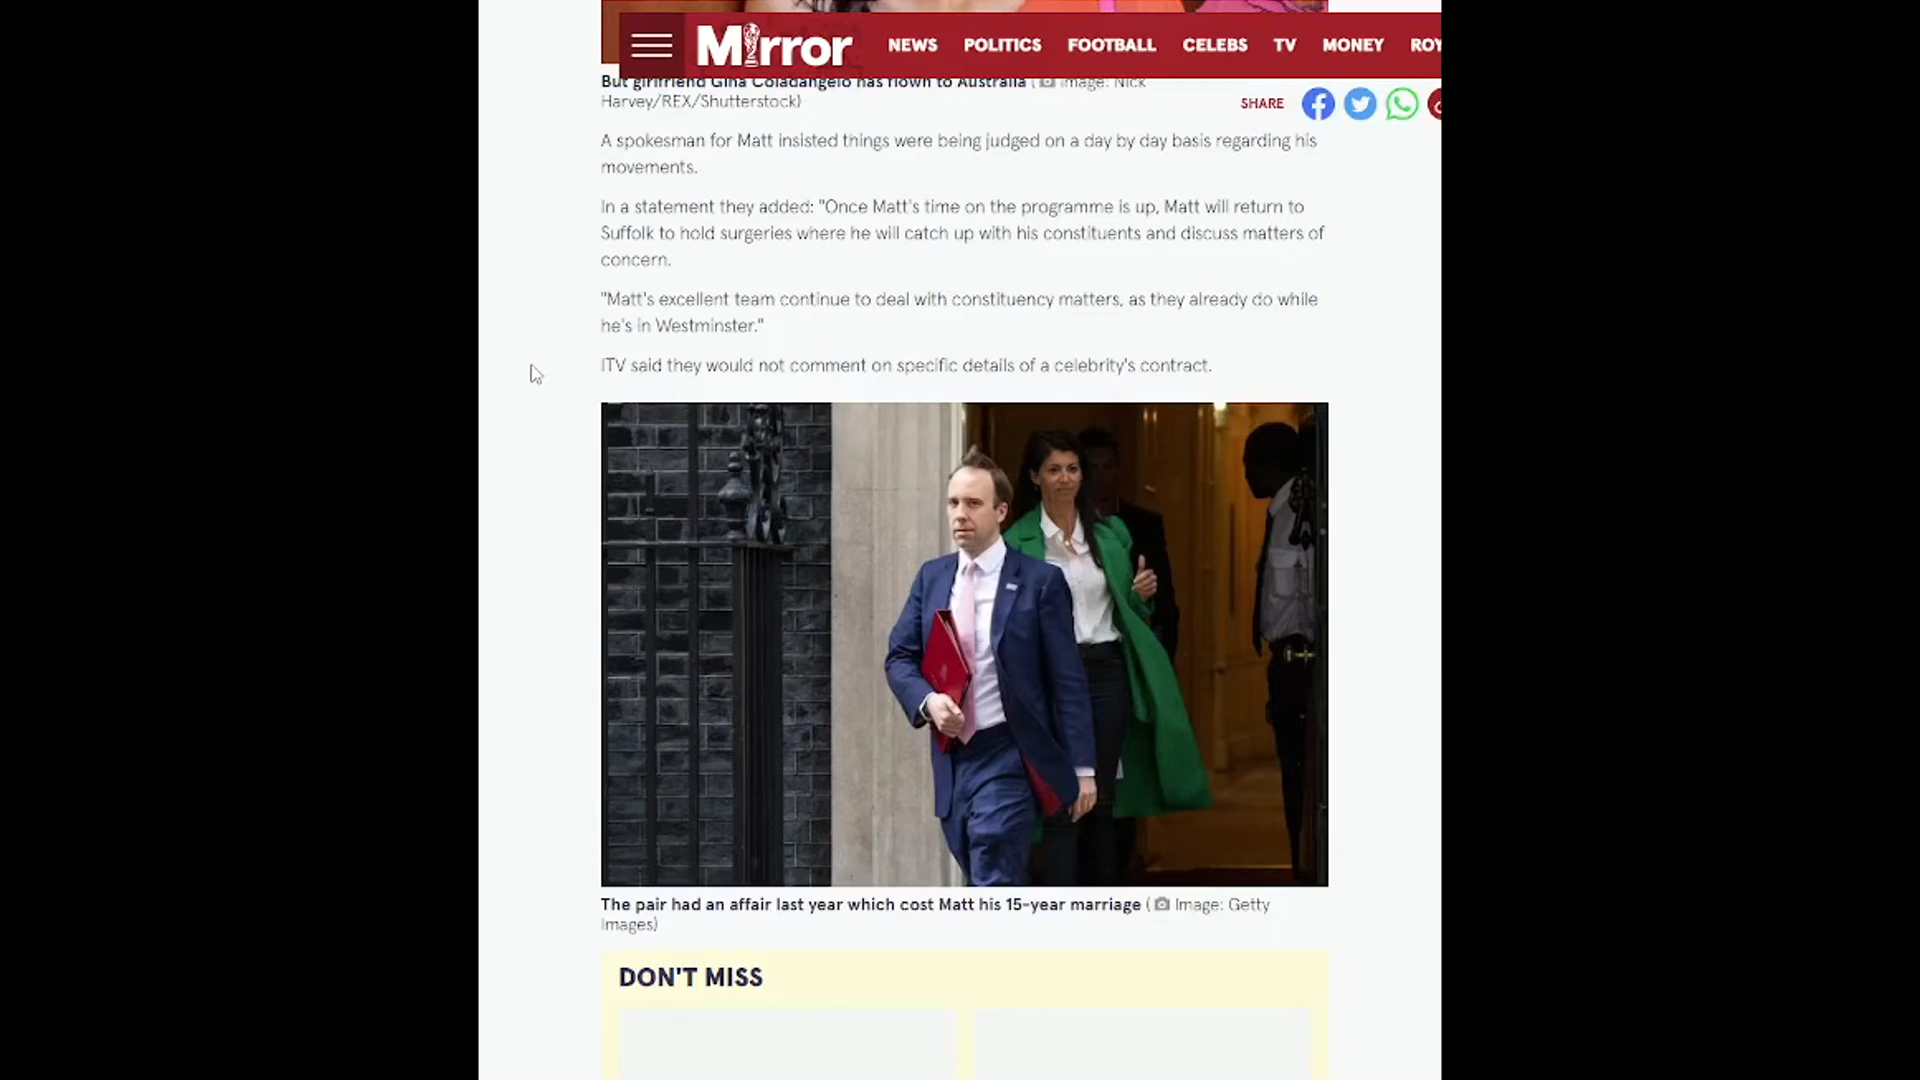 Mirror NEWS POLITICS FOOTBALL CELEBS TV MONEY ROY
But girlfriend Gina Coladangelo has flown to Australia ( Image: Nick
Harvey/REX/Shutterstock)
SHARE
A spokesman for Matt insisted things were being judged on a day by day basis regarding his
movements.
In a statement they added: "Once Matt's time on the programme is up, Matt will return to
Suffolk to hold surgeries where he will catch up with his constituents and discuss matters of
concern.
"Matt's excellent team continue to deal with constituency matters, as they already do while
he's in Westminster."
ITV said they would not comment on specific details of a celebrity's contract.
The pair had an affair last year which cost Matt his 15-year marriage ( Image: Getty
Images)
DON'T MISS